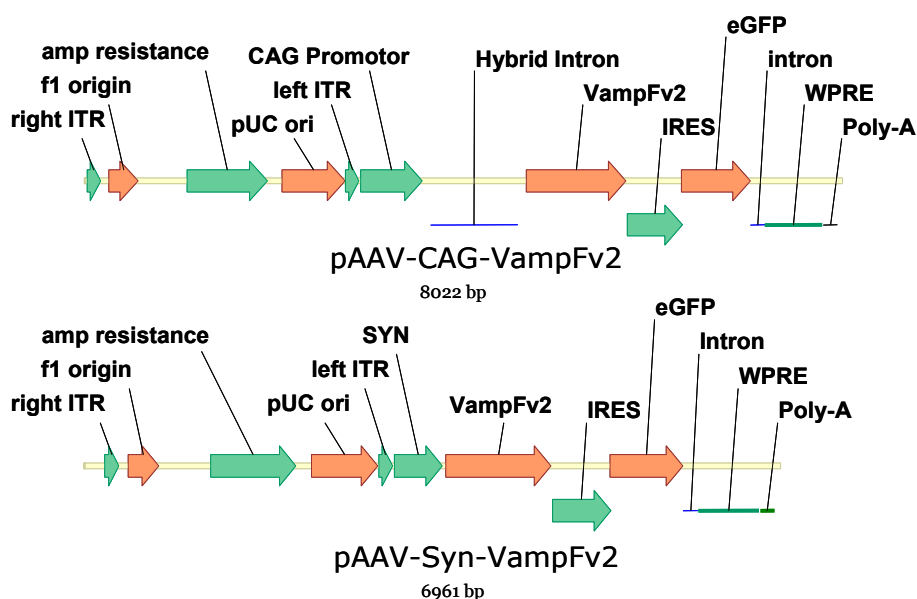 eGFP
amp resistance
CAG Promotor
Hybrid Intron
intron
f1 origin
left ITR
VampFv2
WPRE
right ITR
pUC ori
IRES
Poly-A
pAAV-CAG-VampFv2
8022 bp
eGFP
amp resistance
SYN
Intron
f1 origin
left ITR
WPRE
right ITR
pUC ori
VampFv2
IRES
Poly-A
pAAV-Syn-VampFv2
6961 bp